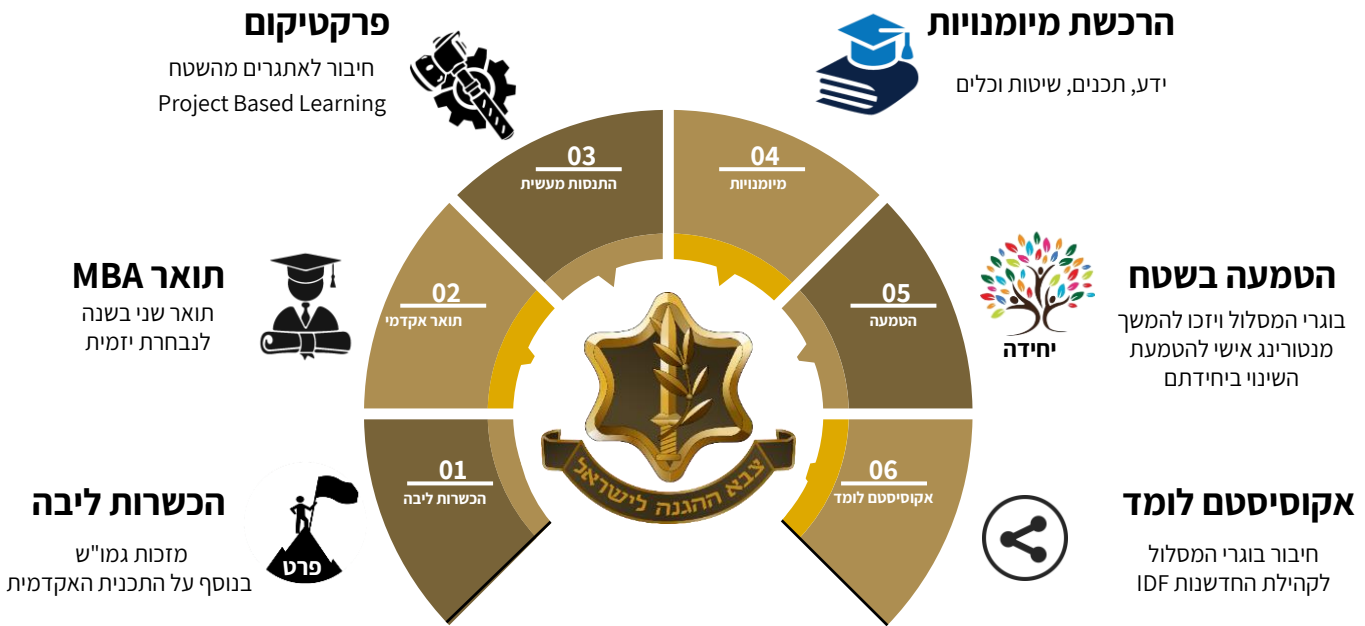 פרקטיקום
חיבור לאתגרים מהשטח
Project Based Learning
הרכשת מיומנויות
ידע, תכנים, שיטות וכלים
03
התנסות מעשית
04
מיומנויות
תואר MBA
תואר שני בשנה
לנבחרת יזמית
02
תואר אקדמי
05
הטמעה
יחידה
הטמעה בשטח
בוגרי המסלול ויזכו להמשך
מנטורינג אישי להטמעת
השינוי ביחידתם
הכשרות ליבה
מזכות גמו"ש
בנוסף על התכנית האקדמית
פרט
01
הכשרות ליבה
צבא ההגנה לישראל
06
אקוסיסטם לומד
אקוסיסטם לומד
חיבור בוגרי המסלול
לקהילת החדשנות IDF